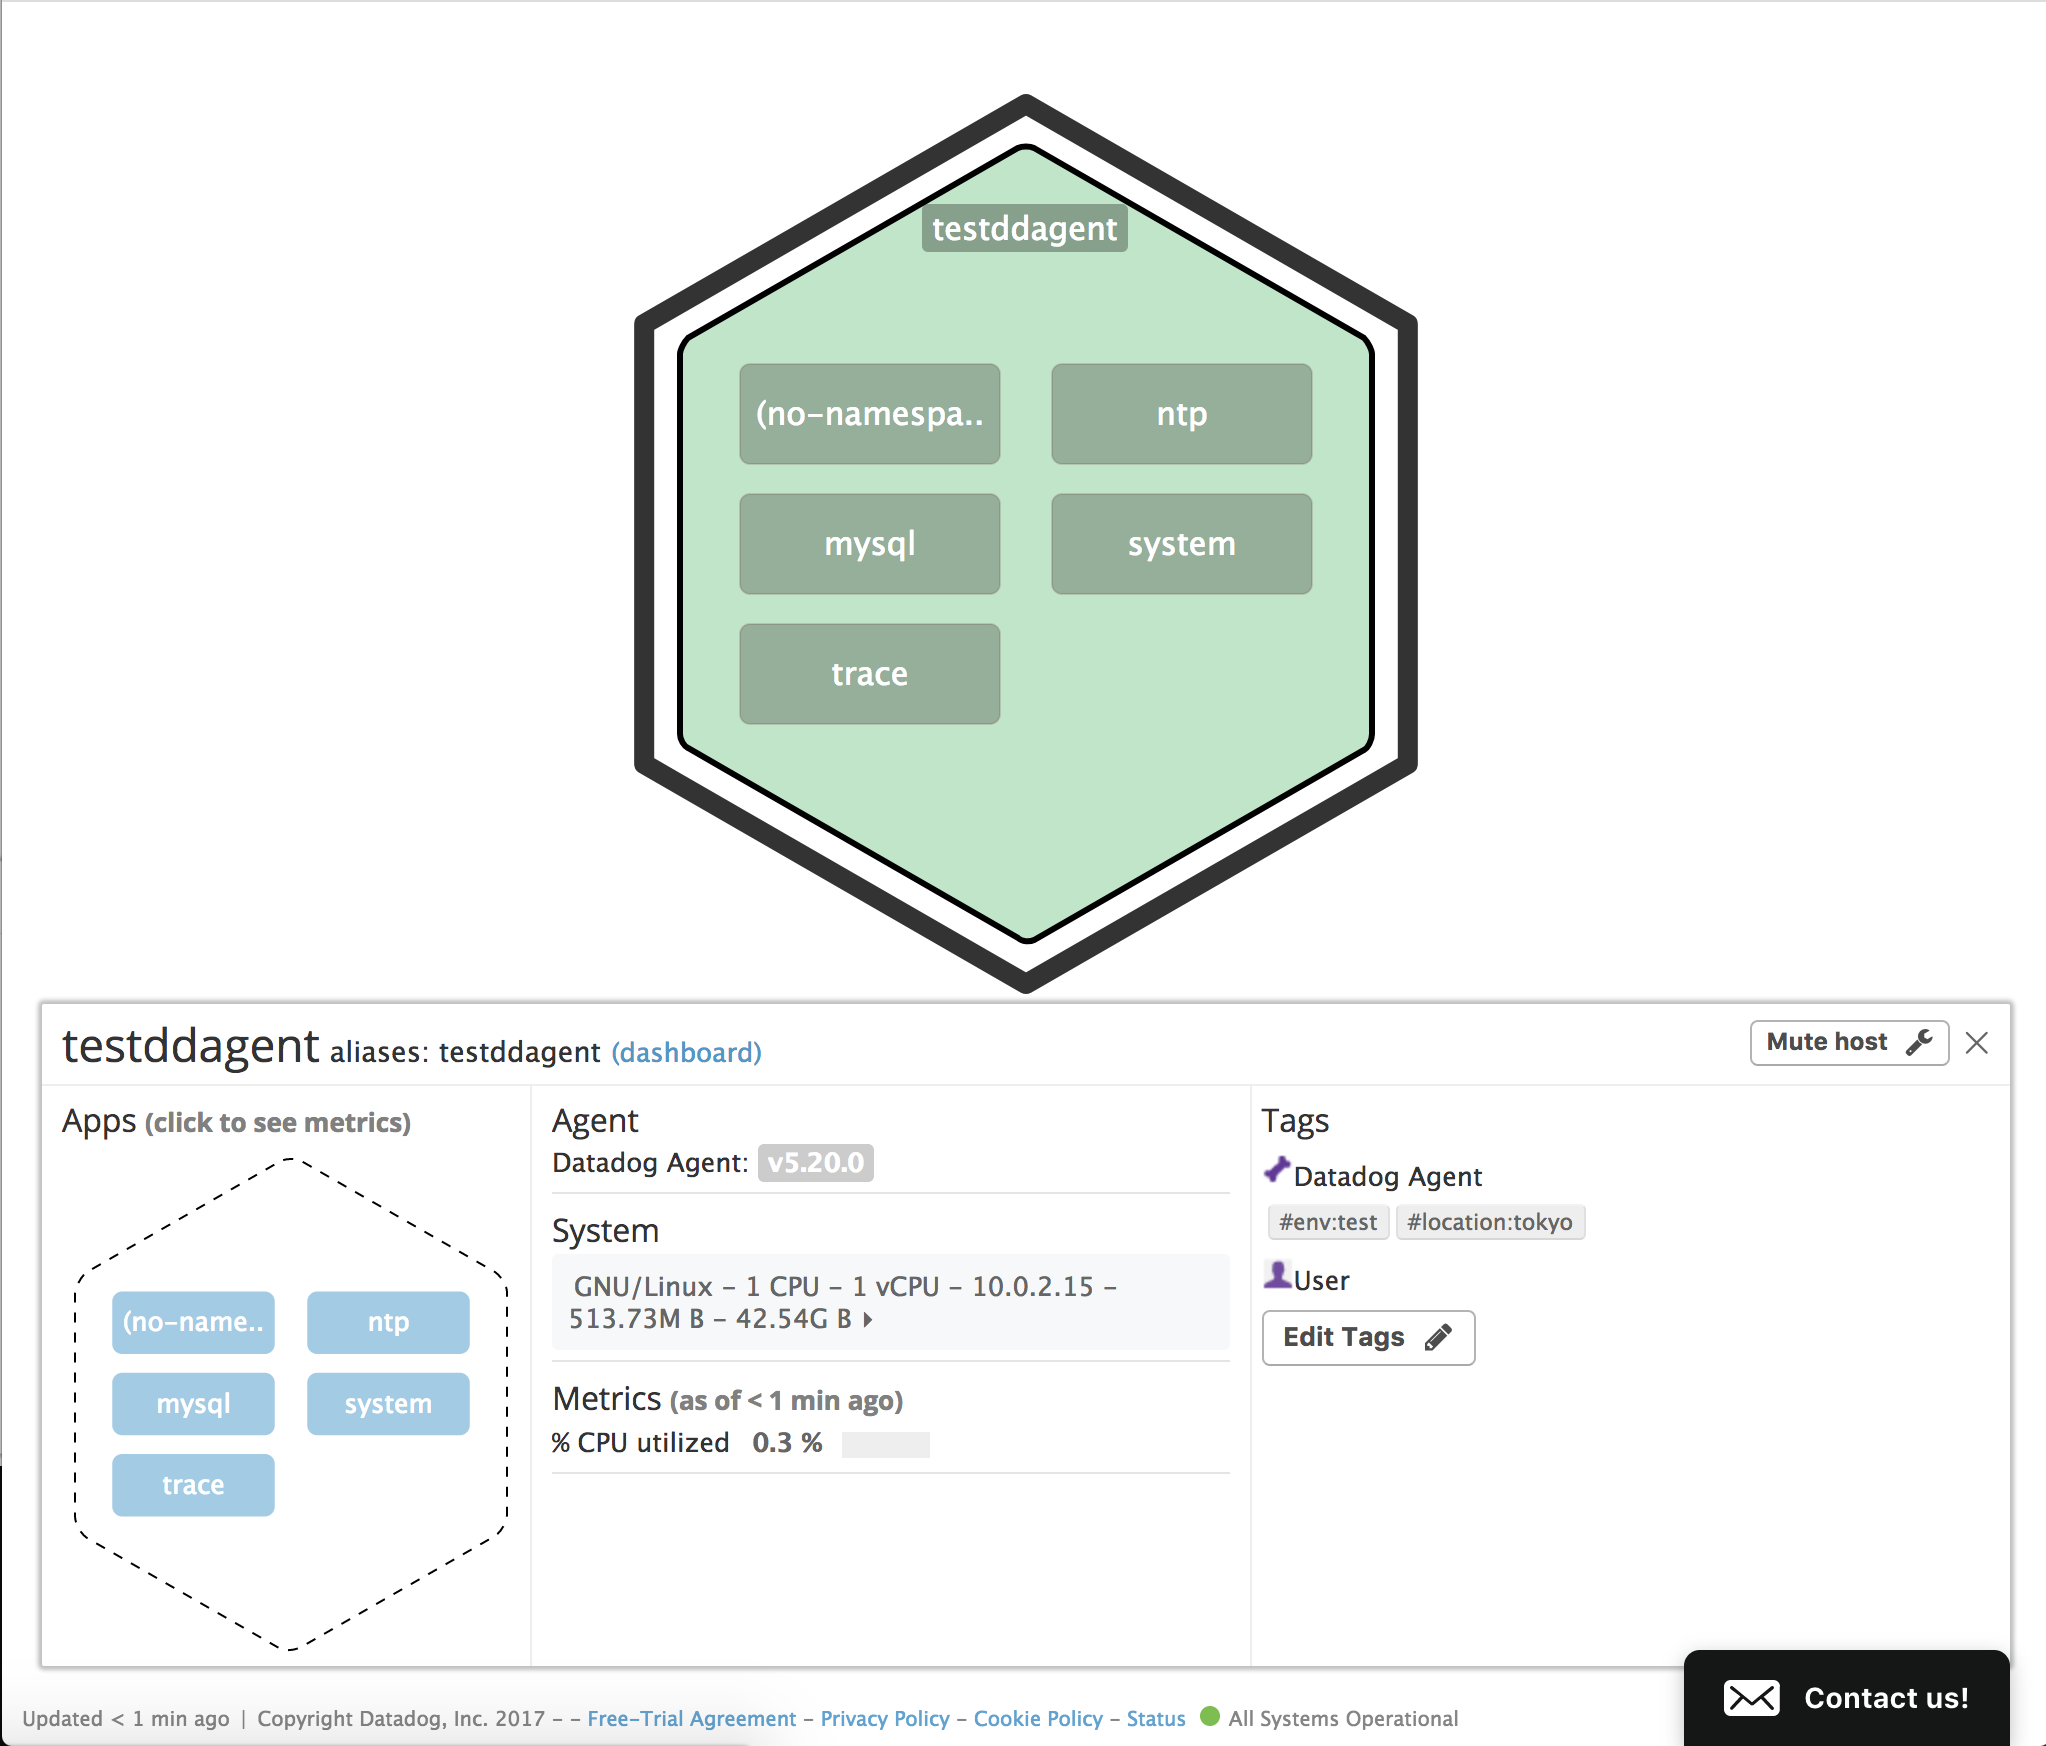 testddagent
(no-namespa.. ntp
mysql system
trace
testddagent aliases: testddagent (dashboard)
Mute host
Apps (click to see metrics)
(no-name.. ntp
mysql system
trace
Agent
Datadog Agent: v5.20.0
System
GNU/Linux - 1 CPU - 1 vCPU - 10.0.2.15 -
513.73M B - 42.54G B
Metrics (as of < 1 min ago)
% CPU utilized 0.3 %
Tags
Datadog Agent
#env:test #location:tokyo
User
Edit Tags
Contact us!
Updated < 1 min ago | Copyright Datadog, Inc. 2017 - - Free-Trial Agreement - Privacy Policy - Cookie Policy - Status All Systems Operational